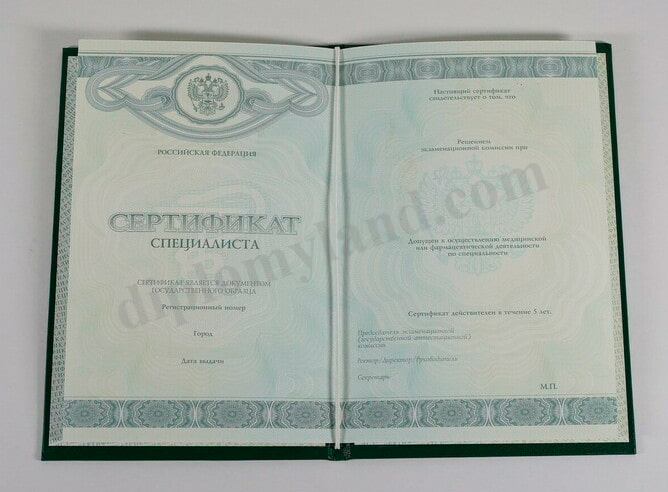 РОССИЙСКАЯ ФЕДЕРАЦИЯ
СЕРТИФИКАТ
СПЕЦИАЛИСТА
СЕРТИФИКАТ ЯВЛЯЕТСЯ ДОКУМЕНТОМ
ГОСУДАРСТВЕННОГО ОБРАЗЦА
Регистрационный номер
Город
Дата выдачи
Настоящий сертификат
свидетельствует о том, что
Решением
экзаменационной комиссии при
Допущен к осуществлению медицинской
или фармацевтической деятельности
по специальности
Сертификат действителен в течение 5 лет.
Председатель экзаменационной
(государственной аттестационной)
комиссии
Ректор/Директор/Руководитель
Секретарь
М.П.
diplomyland.com